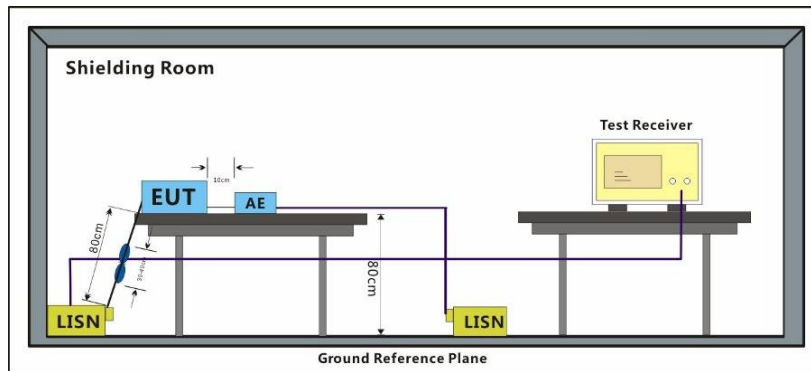 Shielding Room
Test Receiver
10cm
EUT
AE
80cm
80cm
LISN
LISN
Ground Reference Plane